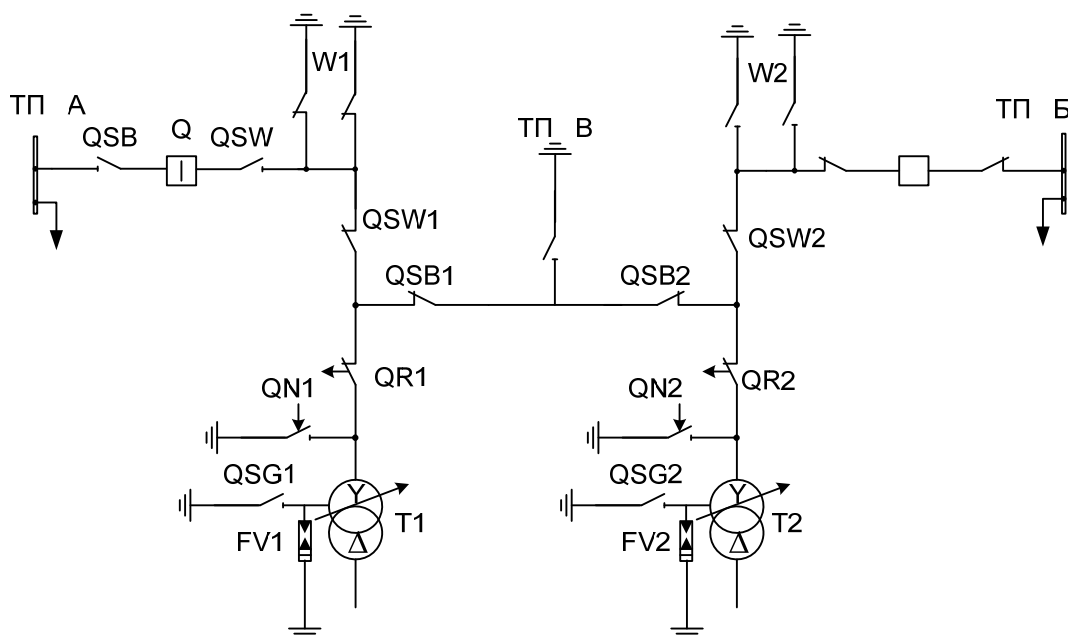 W1
W2
ТП А
QSB
Q
QSW
ТП В
ТП Б
QSW1
QSW2
QSB1
QSB2
QR1
QR2
QN1
QN2
QSG1
QSG2
Y
Y
T1
T2
FV1
Δ
FV2
Δ